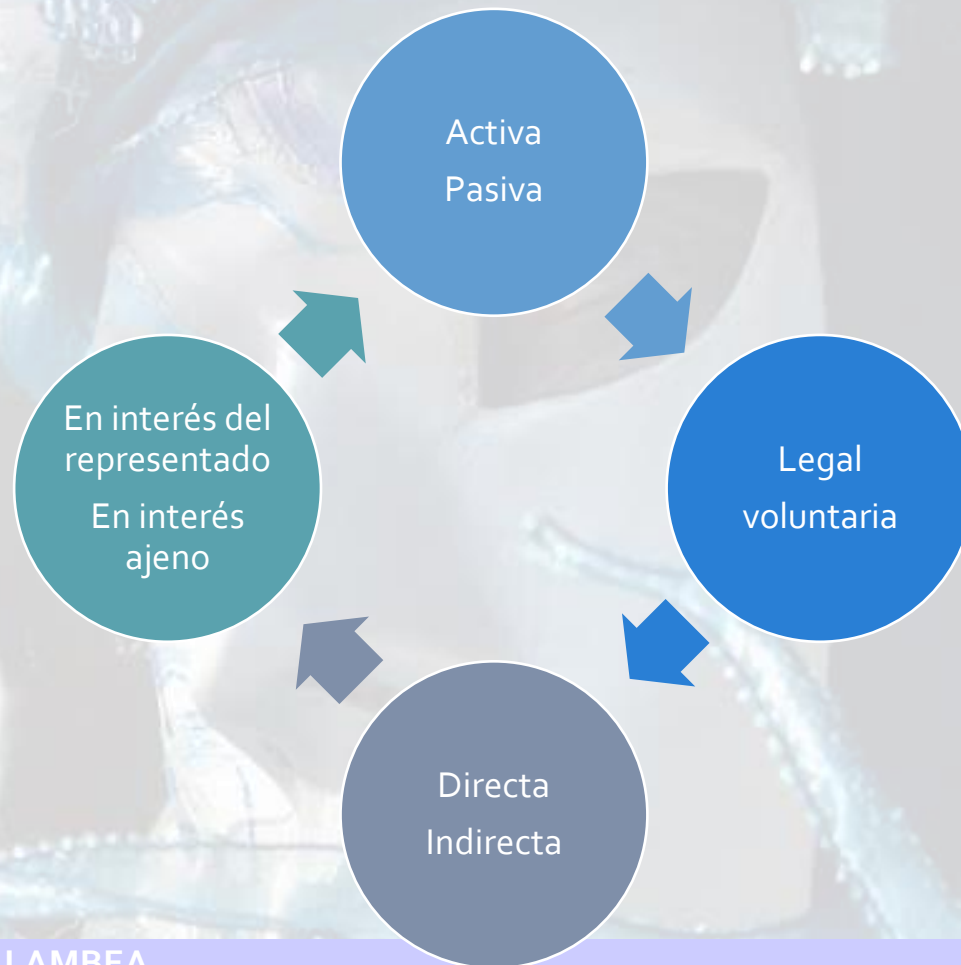 Activa
Pasiva
Legal
voluntaria
Directa
Indirecta
En interés del
representado
En interés
ajeno